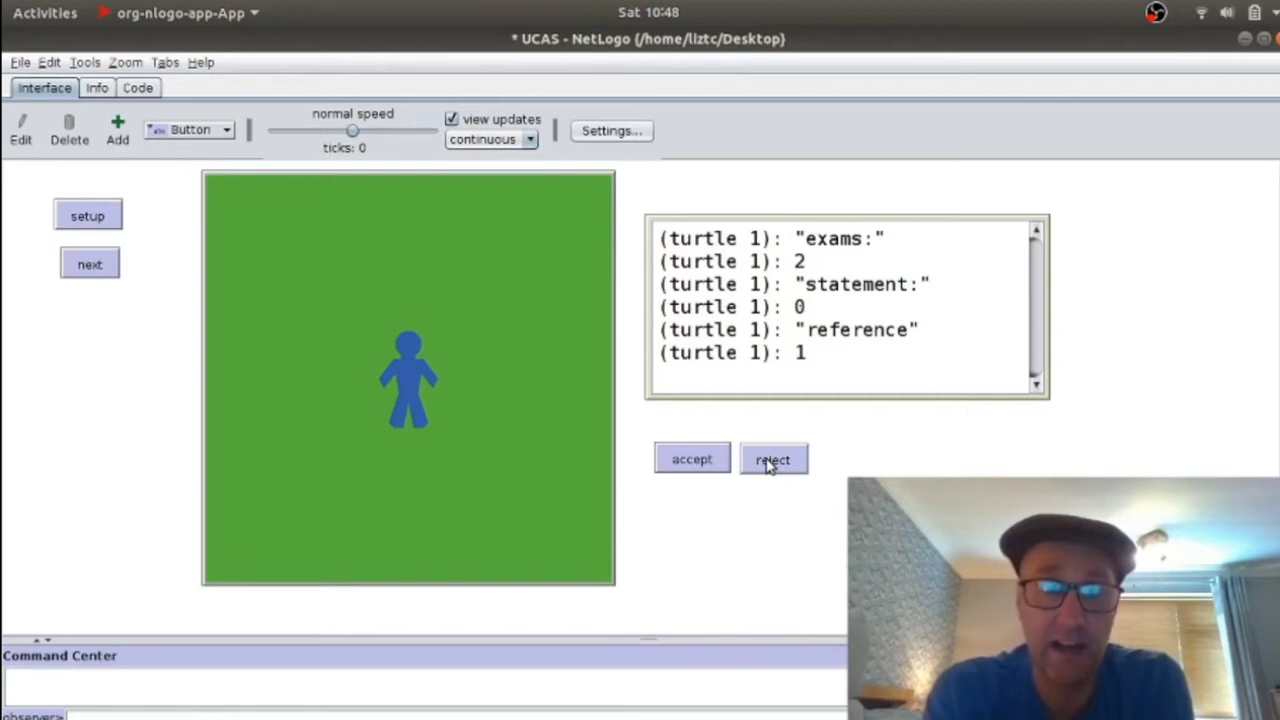 Activities org-nlogo-app-App Sat 10:48
* UCAS - NetLogo {/home/liztc/Desktop}
File Edit Tools Zoom Tabs Help
Interface Info Code
normal speed
view updates
Edit Delete Add abc Button continuous Settings...
ticks: 0
setup
next
(turtle 1): "exams:"
(turtle 1): 2
(turtle 1): "statement:"
(turtle 1): 0
(turtle 1): "reference"
(turtle 1): 1
accept reject
Command Center
observer>